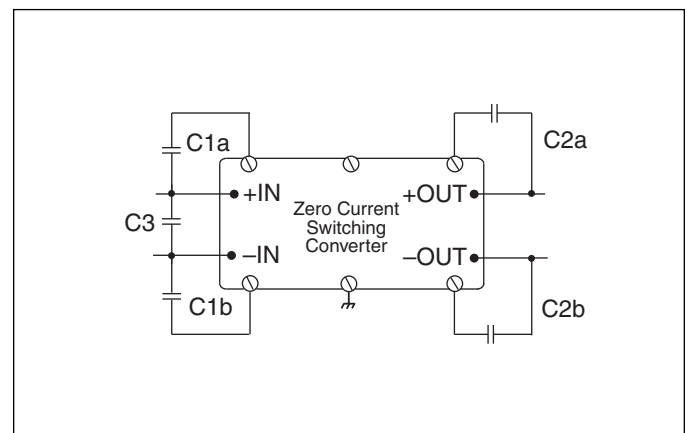 C1a
C2a
+IN
+OUT
Zero Current
Switching
Converter
C3
–IN
–OUT
C1b
C2b